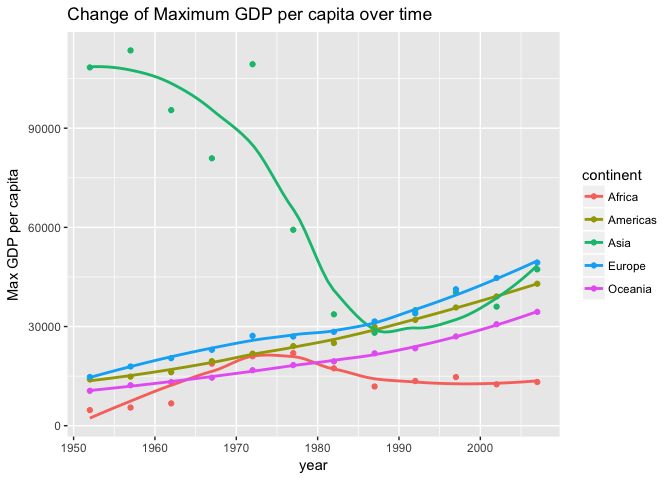 Change of Maximum GDP per capita over time
Max GDP per capita
90000
60000
30000
0
1950 1960 1970 1980 1990 2000
year
continent
Africa
Americas
Asia
Europe
Oceania